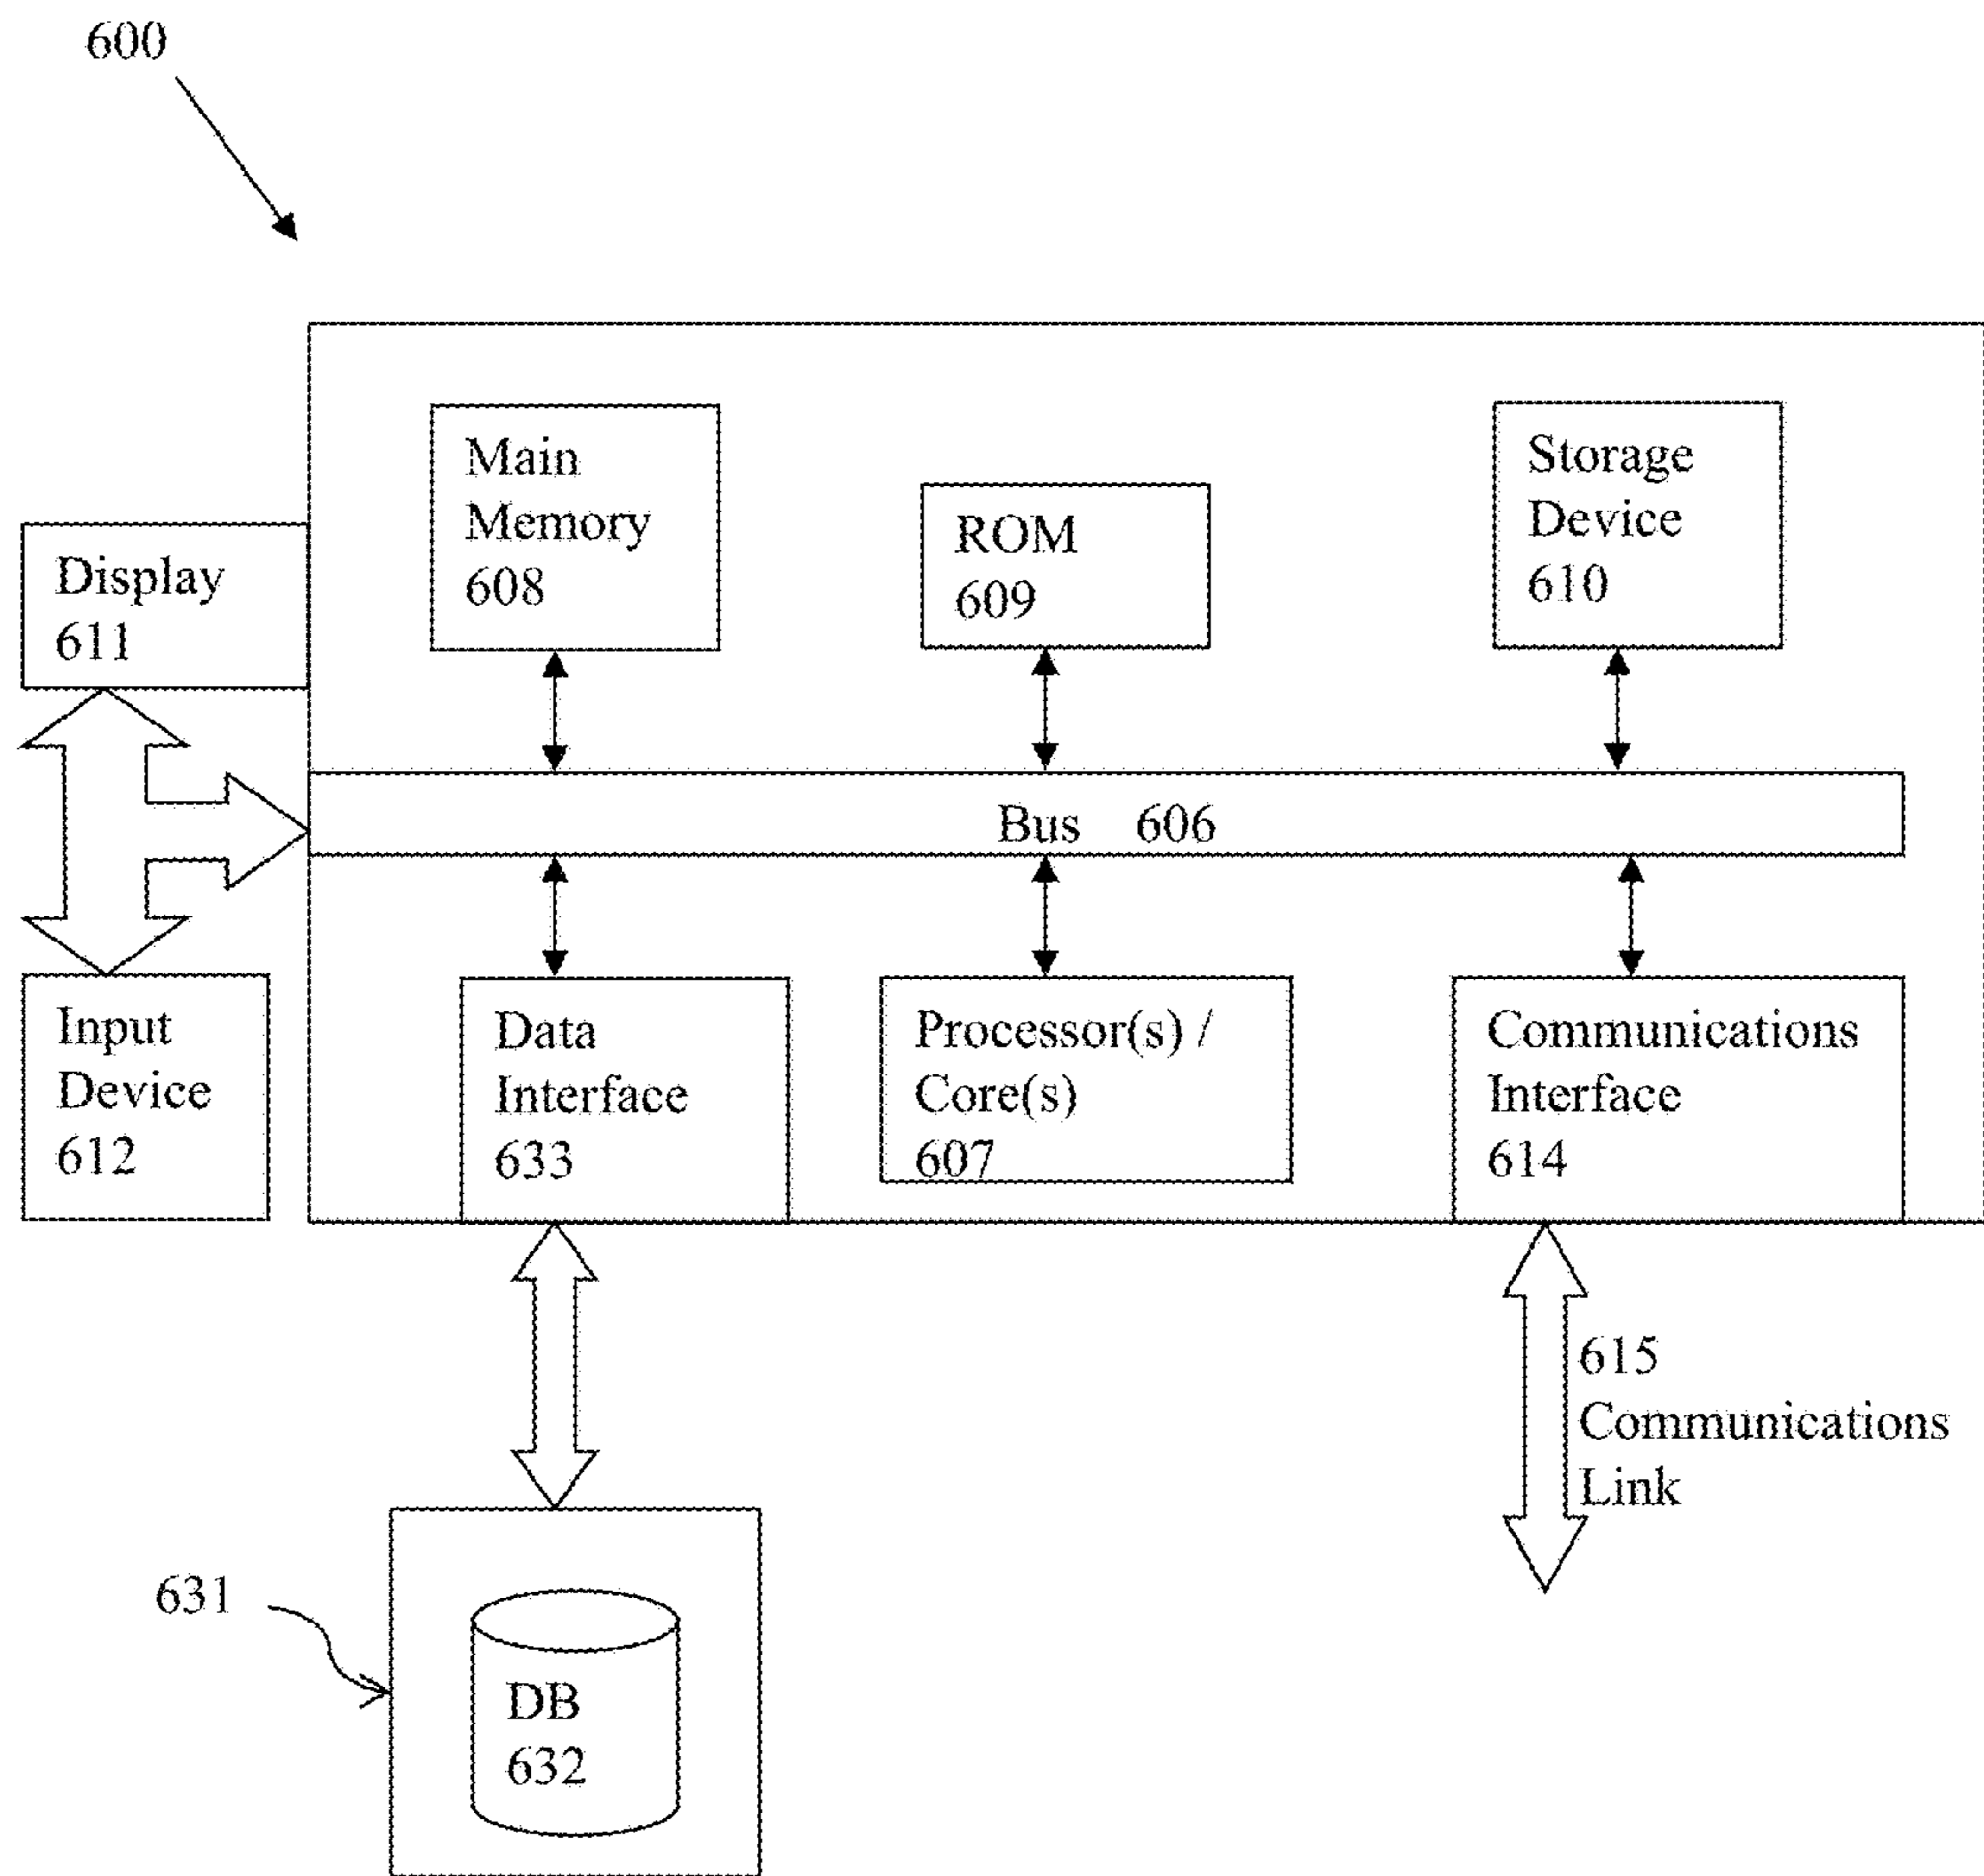 600
Main
Memory
608
ROM
609
Storage
Device
610
Display
611
Bus 606
Input
Device
612
Data
Interface
633
Processor(s) /
Core(s)
607
Communications
Interface
614
615
Communications
Link
631
DB
632